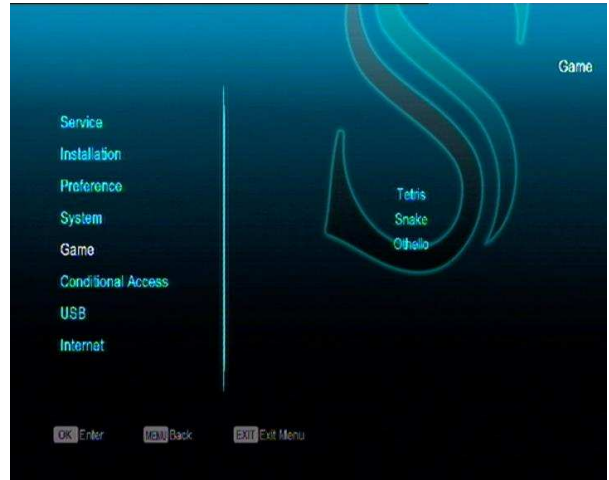 Game
Service
Installation
Preference
System
Game
Conditional Access
USB
Internet
Tetris
Snake
Othello
OK Enter MENU Back EXIT Exit Menu